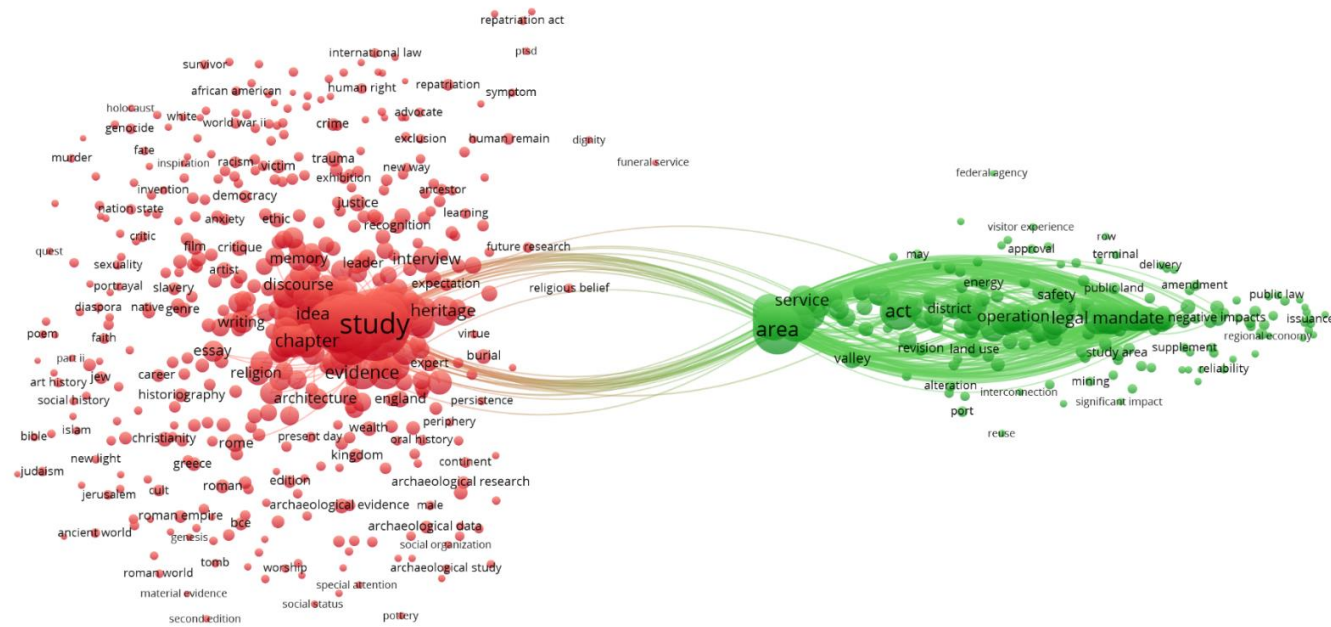 repatriation act
international law
ptsd
survivor
african american
human right
repatriation
symptom
holocaust
white
world war ii
crime
advocate
genocide
exclusion
human remain
dignity
murder
fate
inspiration
racism
victim
trauma
new way
funeral service
exhibition
invention
democracy
ancestor
nation state
anxiety
ethic
justice
learning
critic
recognition
quest
film
critique
memory
leader
interview
future research
sexuality
artist
portrayal
slavery
discourse
expectation
religious belief
diaspora
native
genre
idea
heritage
poem
faith
writing
study
virtue
chapter
part ii
jew
essay
expert
burial
art history
career
religion
evidence
social history
historiography
architecture
england
persistence
bible
islam
christianity
rome
present day
wealth
oral history
periphery
judaism
new light
greece
kingdom
continent
jerusalem
cult
roman
edition
archaeological research
roman empire
bce
archaeological evidence
male
ancient world
genesis
archaeological data
social organization
roman world
tomb
worship
archaeological study
material evidence
special attention
social status
second edition
pottery
federal agency
visitor experience
row
may
approval
terminal
delivery
energy
public land
amendment
service
safety
public law
area
act
district
operation
legal mandate
negative impacts
issuance
regional economy
valley
revision
land use
study area
supplement
reliability
alteration
interconnection
mining
significant impact
port
reuse